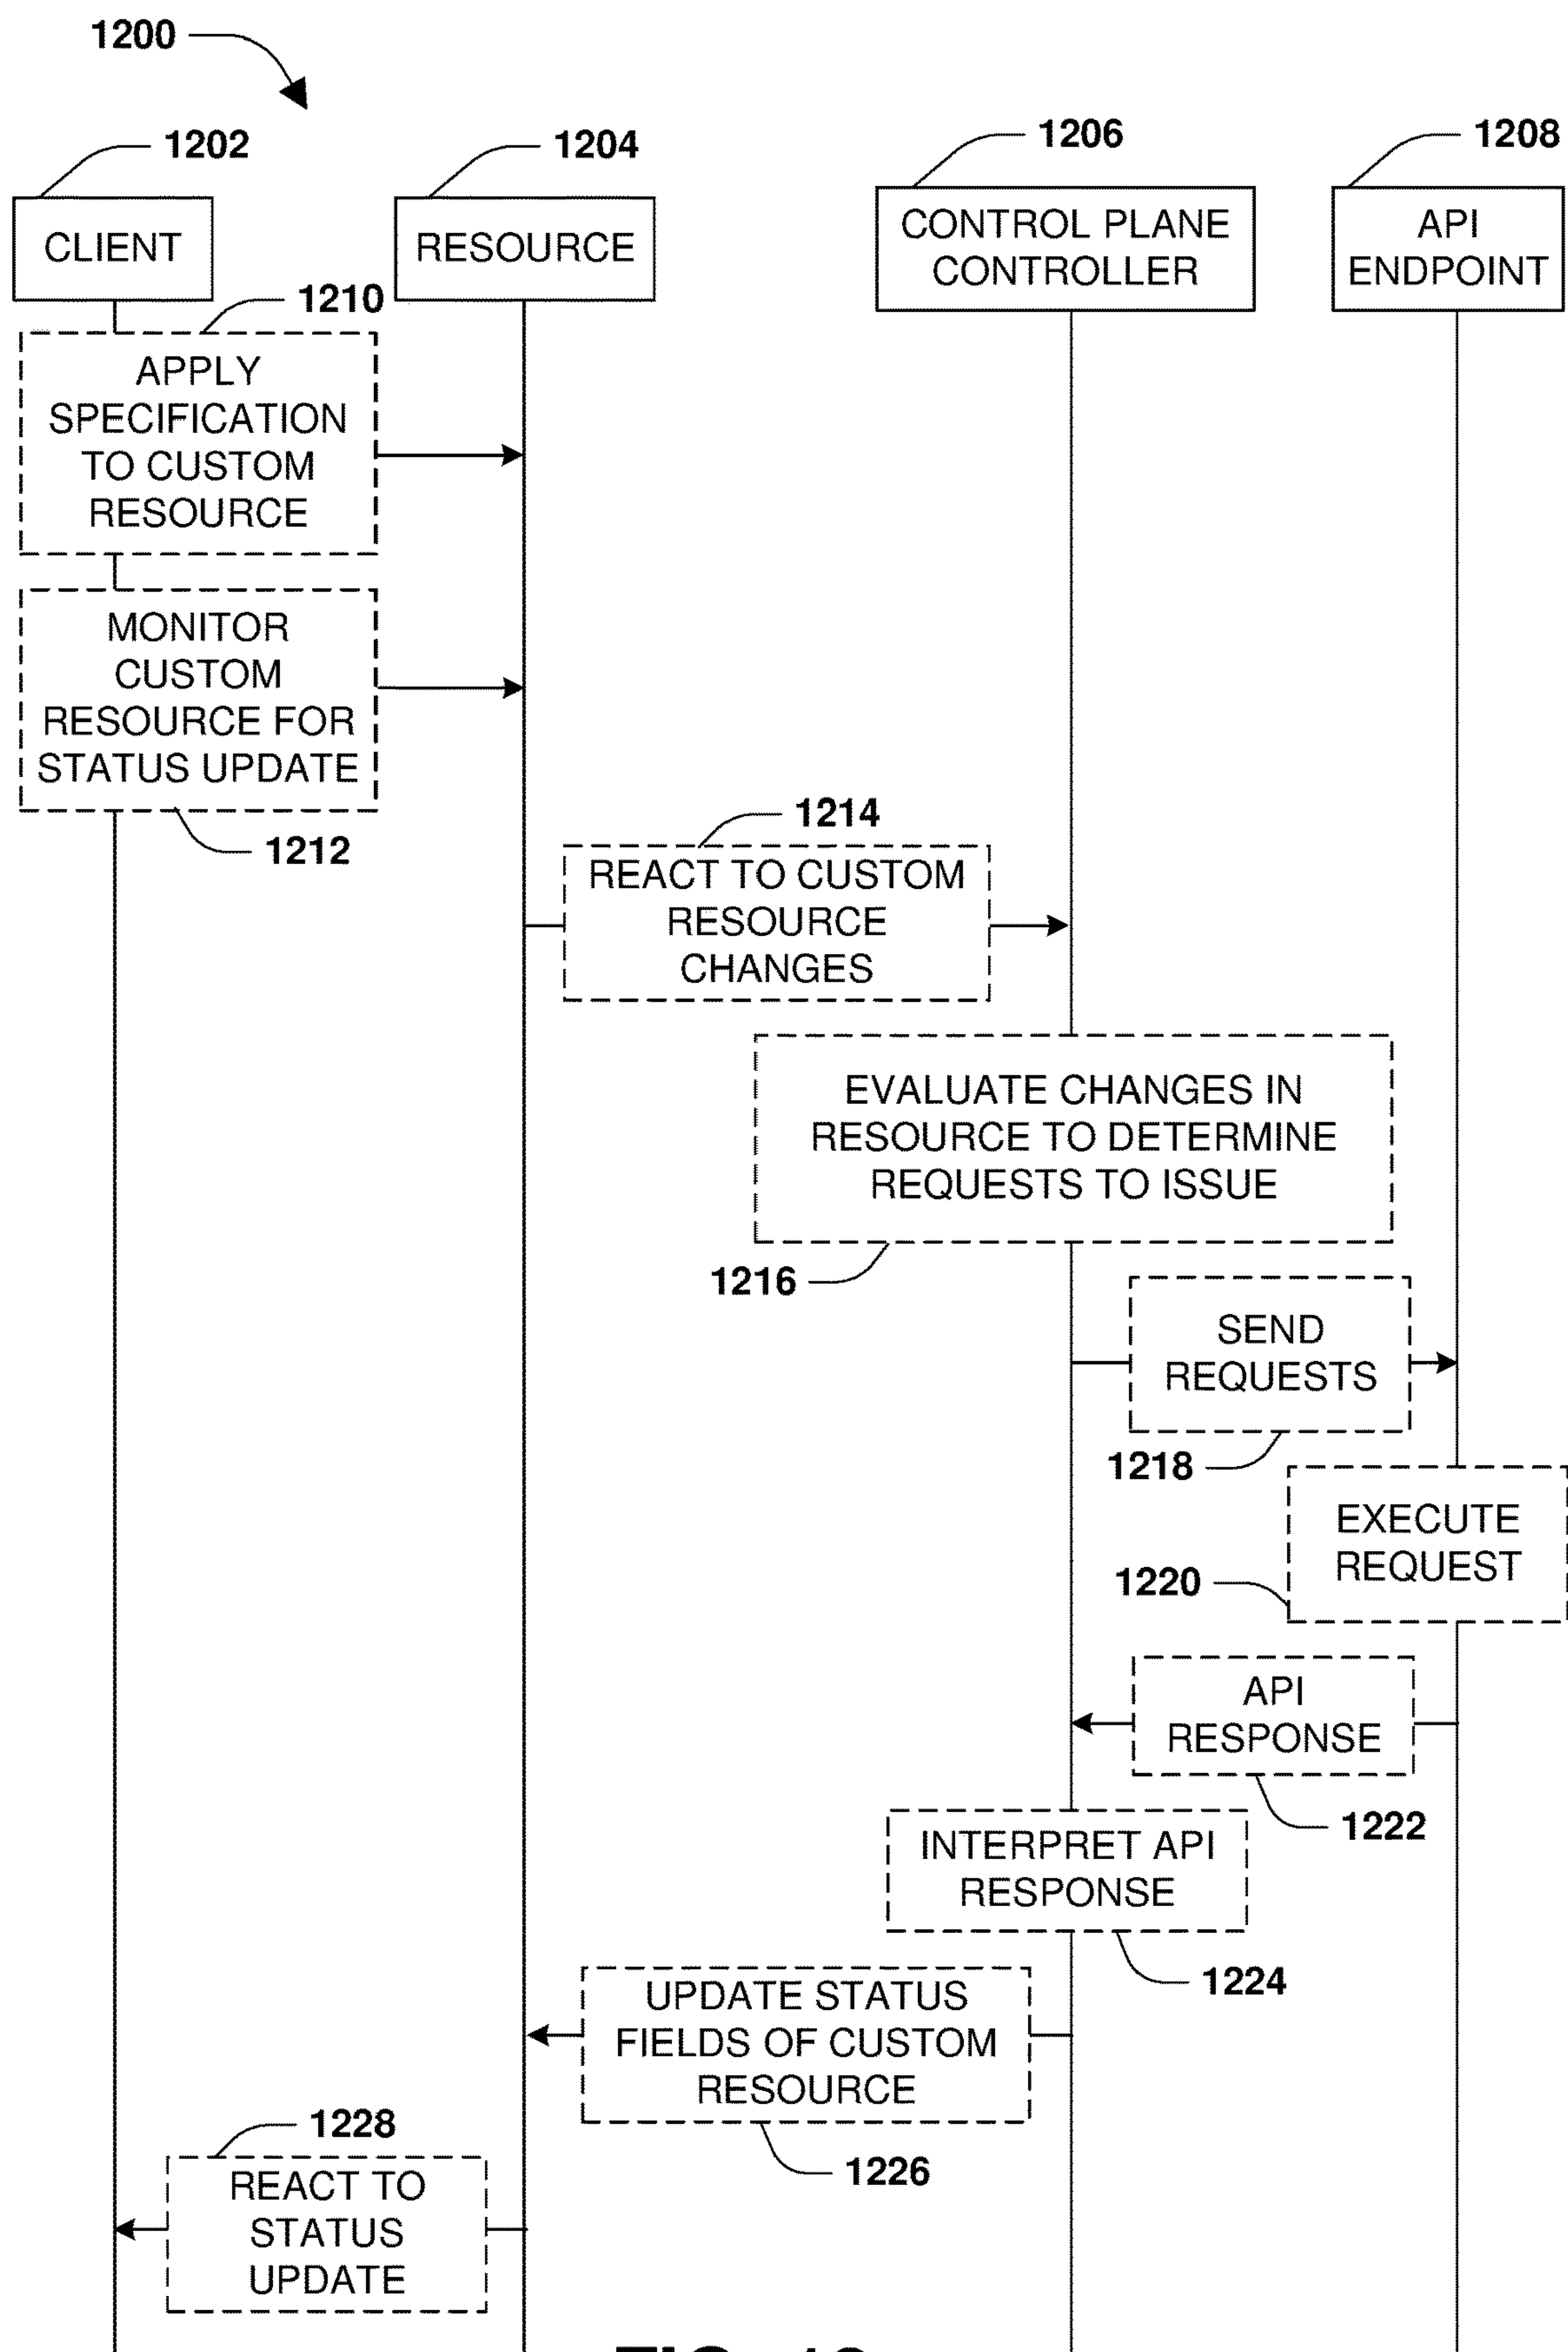 1200
1202
1204
1206
1208
CLIENT
RESOURCE
CONTROL PLANE
CONTROLLER
API
ENDPOINT
1210
APPLY
SPECIFICATION
TO CUSTOM
RESOURCE
MONITOR
CUSTOM
RESOURCE FOR
STATUS UPDATE
1212
1214
REACT TO CUSTOM
RESOURCE
CHANGES
EVALUATE CHANGES IN
RESOURCE TO DETERMINE
REQUESTS TO ISSUE
1216
SEND
REQUESTS
1218
EXECUTE
REQUEST
1220
API
RESPONSE
1222
INTERPRET API
RESPONSE
1224
UPDATE STATUS
FIELDS OF CUSTOM
RESOURCE
1226
1228
REACT TO
STATUS
UPDATE